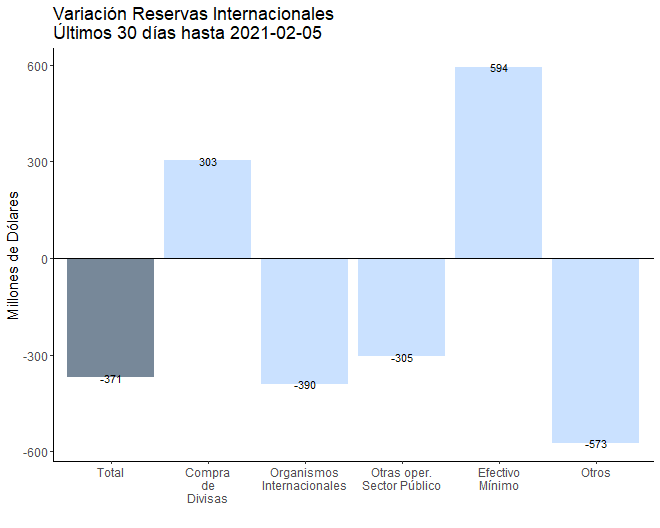 Variación Reservas Internacionales
Últimos 30 días hasta 2021-02-05
Millones de Dólares
600
300
0
-300
-600
-371
303
-390
-305
594
-573
Total
Compra
de
Divisas
Organismos
Internacionales
Otras oper.
Sector Público
Efectivo
Mínimo
Otros